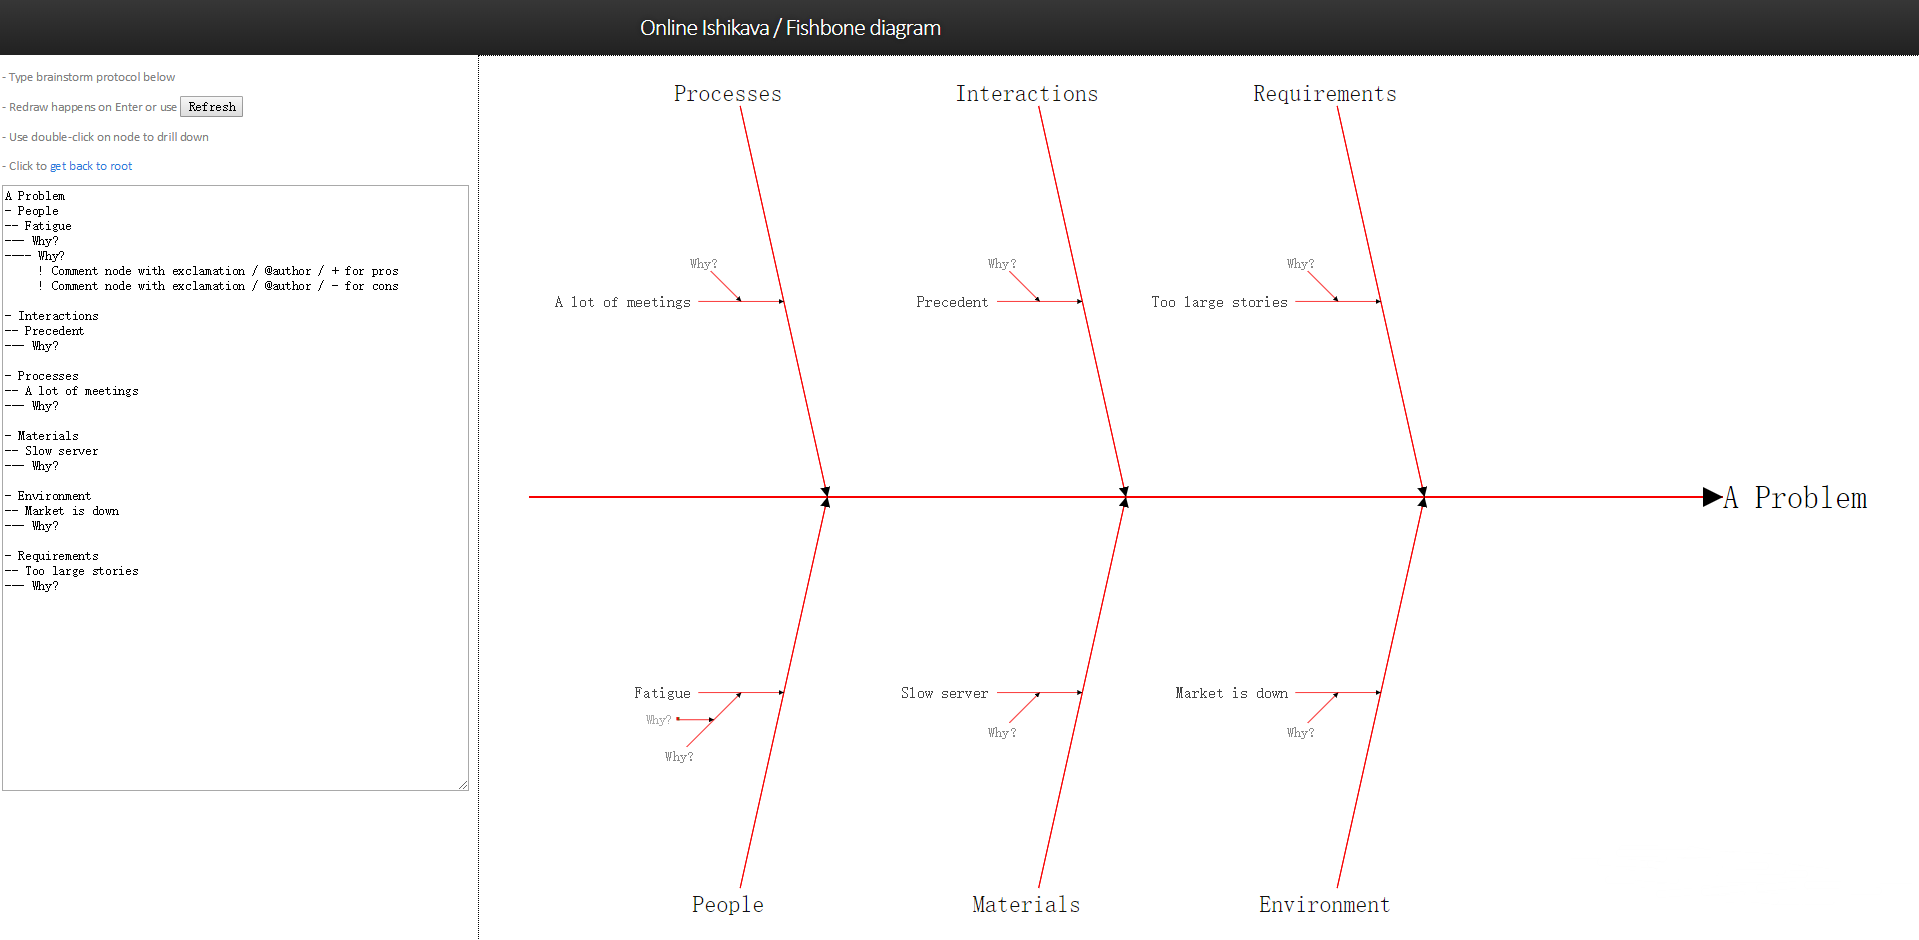 Online Ishikava / Fishbone diagram
- Type brainstorm protocol below
- Redraw happens on Enter or use Refresh
- Use double-click on node to drill down
- Click to get back to root
A Problem
- People
-- Fatigue
--- Why?
---- Why?
! Comment node with exclamation / @author / + for pros
! Comment node with exclamation / @author / - for cons
- Interactions
-- Precedent
--- Why?
- Processes
-- A lot of meetings
--- Why?
- Materials
-- Slow server
--- Why?
- Environment
-- Market is down
--- Why?
- Requirements
-- Too large stories
--- Why?
Processes
Interactions
Requirements
Why?
Why?
Why?
A lot of meetings
Precedent
Too large stories
A Problem
Fatigue
Slow server
Market is down
Why?
Why?
Why?
Why?
People
Materials
Environment